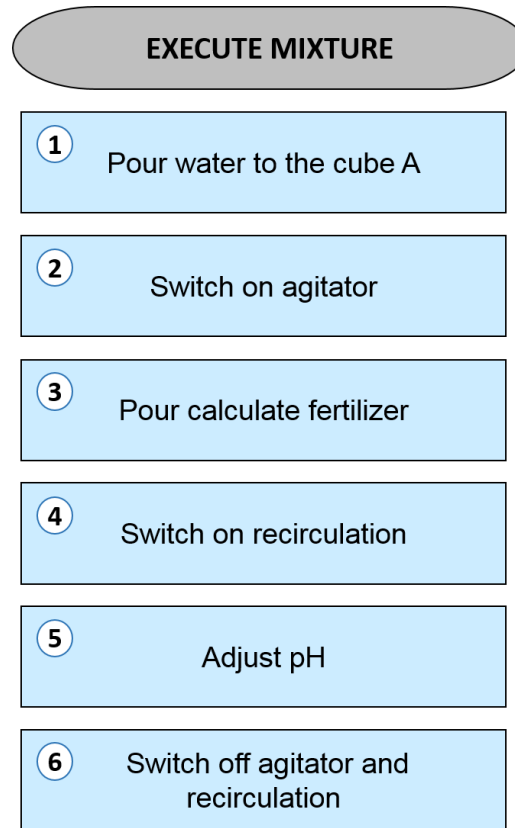 EXECUTE MIXTURE
1
Pour water to the cube A
2
Switch on agitator
3
Pour calculate fertilizer
4
Switch on recirculation
5
Adjust pH
6
Switch off agitator and
recirculation